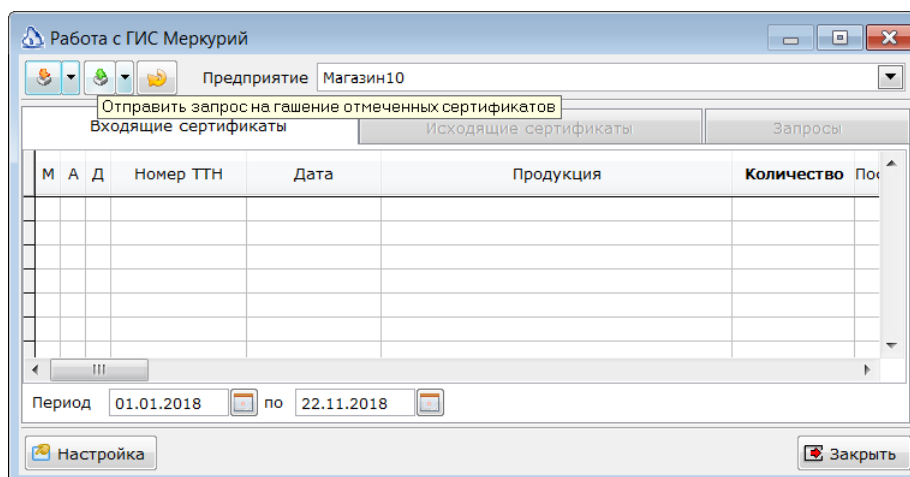 Работа с ГИС Меркурий
Предприятие Магазин10
Отправить запрос на гашение отмеченных сертификатов
Входящие сертификаты Исходящие сертификаты Запросы
М А Д Номер ТТН Дата Продукция Количество
Период 01.01.2018 по 22.11.2018
Настройка Закрыть